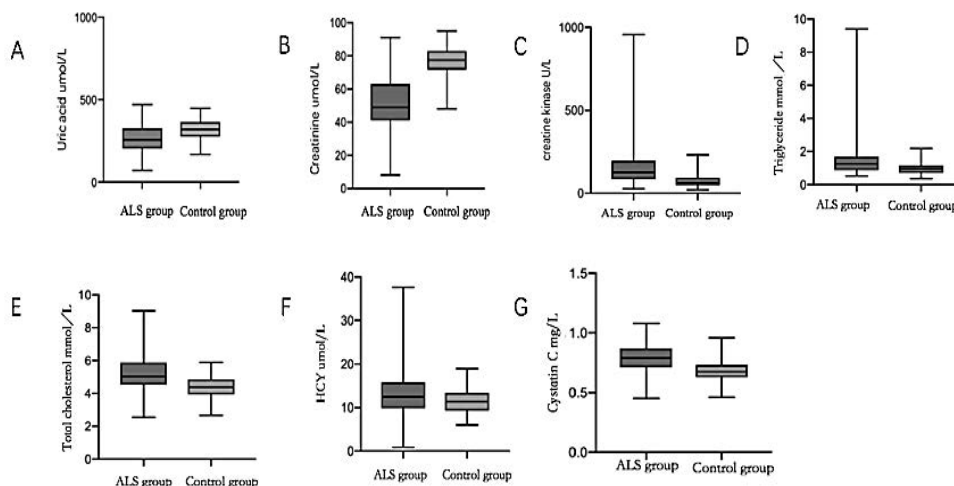 A
Uric acid umol/L
1000
500
0
ALS group Control group
B
Creatinine umol/L
100
80
60
40
20
0
ALS group Control group
C
creatine kinase U/L
1000
500
0
ALS group Control group
D
Triglyceride mmol/L
10
8
6
4
2
0
ALS group Control group
E
Total cholesterol mmol/L
10
8
6
4
2
0
ALS group Control group
F
HCY umol/L
40
30
20
10
0
ALS group Control group
G
Cystatin C mg/L
1.5
1.0
0.5
0.0
ALS group Control group